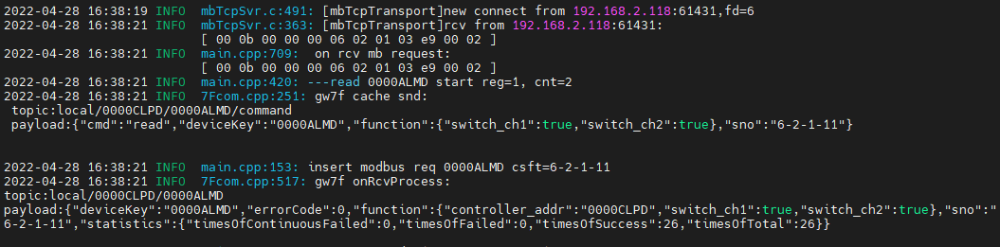 2022-04-28 16:38:19 INFO mbTcpSvr.c:491: [mbTcpTransport]new connect from 192.168.2.118:61431,fd=6
2022-04-28 16:38:21 INFO mbTcpSvr.c:363: [mbTcpTransport]rcv from 192.168.2.118:61431:
[ 00 0b 00 00 00 06 02 01 03 e9 00 02 ]
2022-04-28 16:38:21 INFO main.cpp:709: on rcv mb request:
[ 00 0b 00 00 00 06 02 01 03 e9 00 02 ]
2022-04-28 16:38:21 INFO main.cpp:420: ---read 0000ALMD start reg=1, cnt=2
2022-04-28 16:38:21 INFO 7Fcom.cpp:251: gw7f cache snd:
topic:local/0000CLPD/0000ALMD/command
payload:{"cmd":"read","deviceKey":"0000ALMD","function":{"switch_ch1":true,"switch_ch2":true},"sno":"6-2-1-11"}
2022-04-28 16:38:21 INFO main.cpp:153: insert modbus req 0000ALMD csft=6-2-1-11
2022-04-28 16:38:21 INFO 7Fcom.cpp:517: gw7f onRcvProcess:
topic:local/0000CLPD/0000ALMD
payload:{"deviceKey":"0000ALMD","errorCode":0,"function":{"controller_addr":"0000CLPD","switch_ch1":true,"switch_ch2":true},"sno":"
6-2-1-11","statistics":{"timesOfContinuousFailed":0,"timesOfFailed":0,"timesOfSuccess":26,"timesOfTotal":26}}